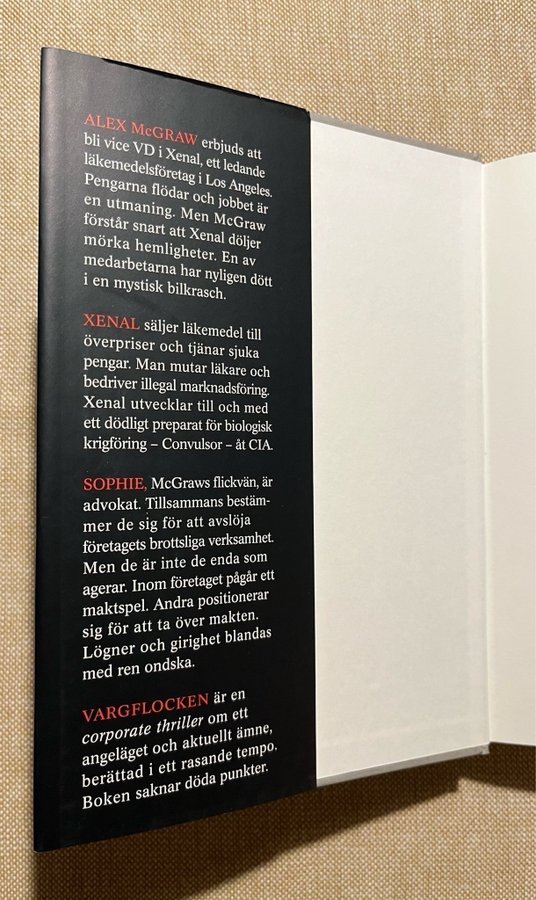 ALEX McGRAW erbjuds att
bli vice VD i Xenal, ett ledande
läkemedelsföretag i Los Angeles.
Pengarna flödar och jobbet är
en utmaning. Men McGraw
förstår snart att Xenal döljer
mörka hemligheter. En av
medarbetarna har nyligen dött
i en mystisk bilkrasch.
XENAL säljer läkemedel till
överpriser och tjänar sjuka
pengar. Man mutar läkare och
bedriver illegal marknadsföring.
Xenal utvecklar till och med
ett dödligt preparat för biologisk
krigföring – Convulsor – åt CIA.
SOPHIE, McGraws flickvän, är
advokat. Tillsammans bestäm-
mer de sig för att avslöja
företagets brottsliga verksamhet.
Men de är inte de enda som
agerar. Inom företaget pågår ett
maktspel. Andra positionerar
sig för att ta över makten.
Lögner och girighet blandas
med ren ondska.
VARGFLOCKEN är en
corporate thriller om ett
angeläget och aktuellt ämne,
berättad i ett rasande tempo.
Boken saknar döda punkter.